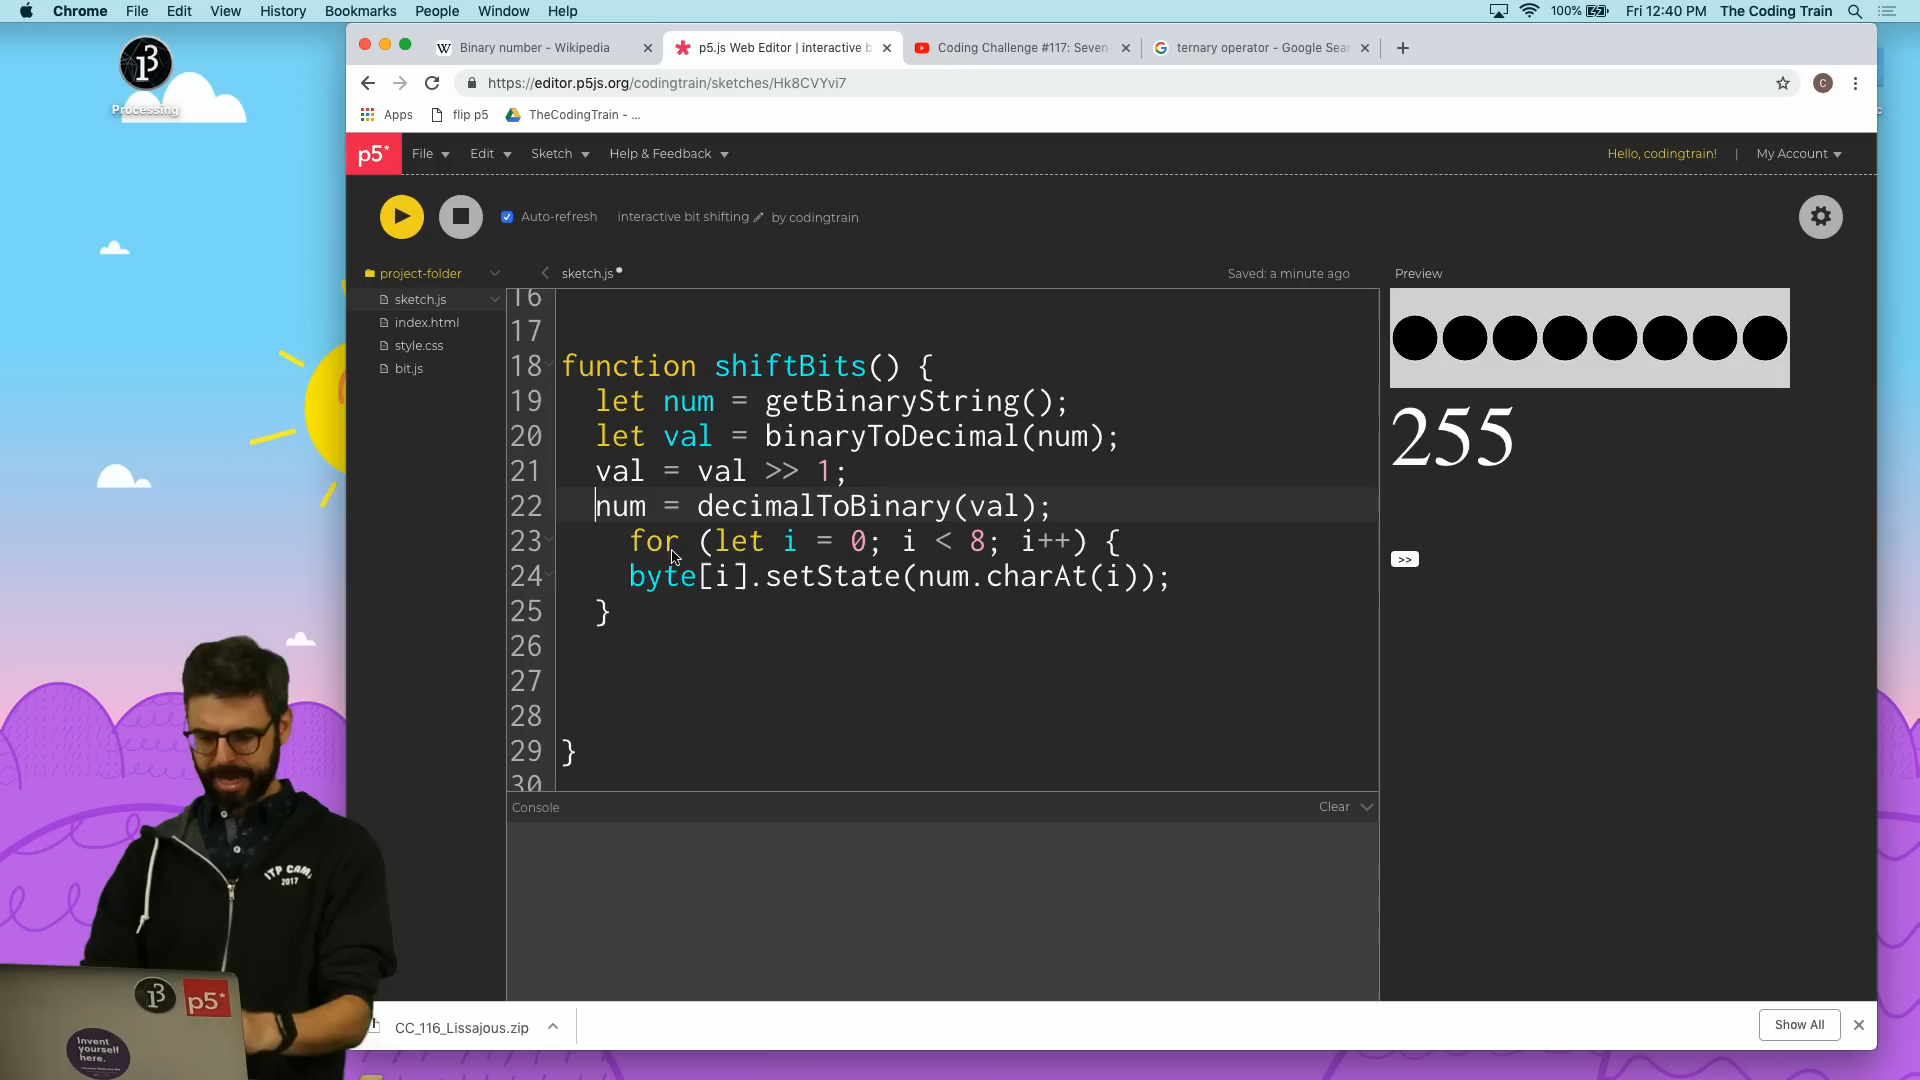 Chrome File Edit View History Bookmarks People Window Help 100% Fri 12:40 PM The Coding Train
Processing
W Binary number - Wikipedia
p5.js Web Editor | interactive b
Coding Challenge #117: Seven-
ternary operator - Google Sear
https://editor.p5js.org/codingtrain/sketches/Hk8CVYvi7
C
Apps flip p5 TheCodingTrain - ...
p5* File Edit Sketch Help & Feedback Hello, codingtrain! | My Account
Auto-refresh interactive bit shifting by codingtrain
project-folder
sketch.js
index.html
style.css
bit.js
sketch.js
Saved: a minute ago
Preview
16
17
18 function shiftBits() {
19 let num = getBinaryString();
20 let val = binaryToDecimal(num);
21 val = val >> 1;
22 num = decimalToBinary(val);
23 for (let i = 0; i < 8; i++) {
24 byte[i].setState(num.charAt(i));
25 }
26
27
28
29 }
30
255
>>
Console Clear
CC_116_Lissajous.zip
Show All
ITP CAMP
2017
p5*
Invent
yourself
here.